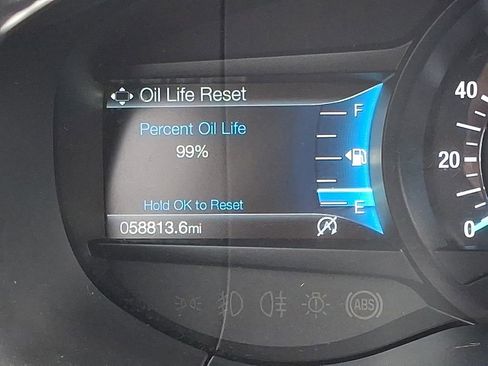 Oil Life Reset
F
40
Percent Oil Life
99%
20
Hold OK to Reset
E
058813.6mi
0
ABS